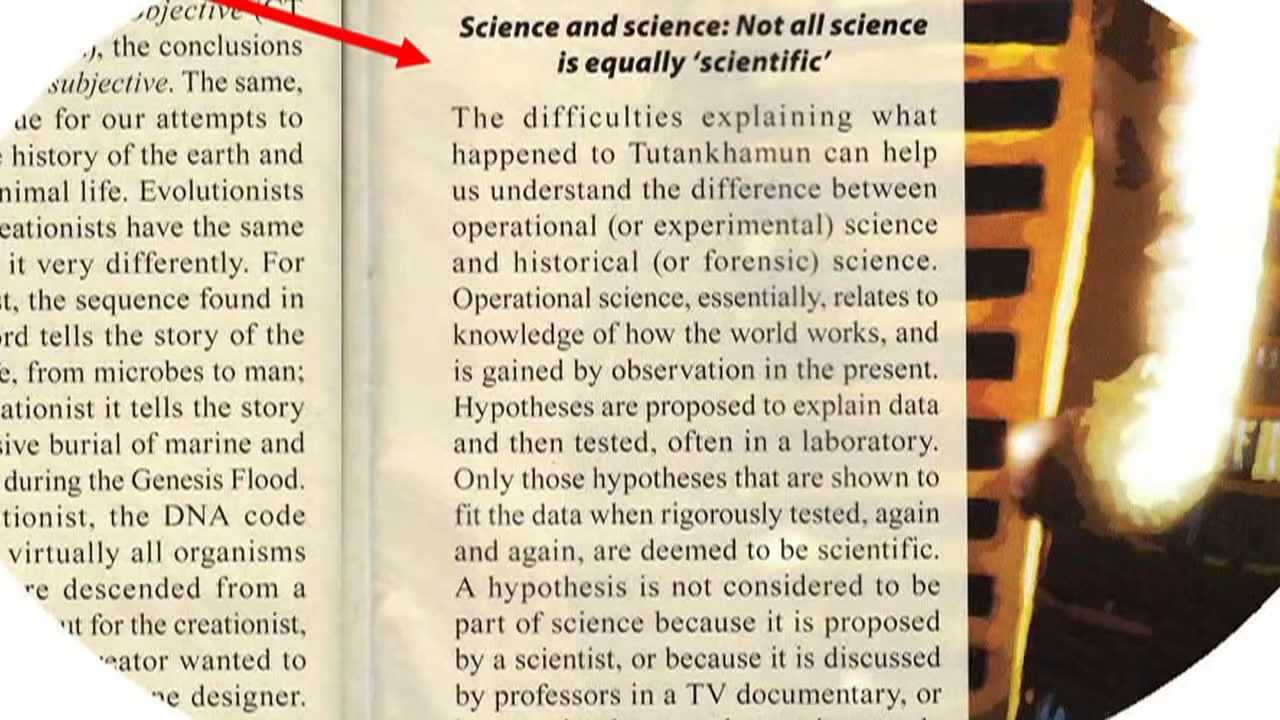 the conclusions
subjective. The same,
for our attempts to
history of the earth and
life. Evolutionists
have the same
it very differently. For
the sequence found in
tells the story of the
from microbes to man;
it tells the story
burial of marine and
during the Genesis Flood.
the DNA code
virtually all organisms
descended from a
for the creationist,
wanted to
designer.
Science and science: Not all science
is equally ‘scientific’
The difficulties explaining what
happened to Tutankhamun can help
us understand the difference between
operational (or experimental) science
and historical (or forensic) science.
Operational science, essentially, relates to
knowledge of how the world works, and
is gained by observation in the present.
Hypotheses are proposed to explain data
and then tested, often in a laboratory.
Only those hypotheses that are shown to
fit the data when rigorously tested, again
and again, are deemed to be scientific.
A hypothesis is not considered to be
part of science because it is proposed
by a scientist, or because it is discussed
by professors in a TV documentary, or